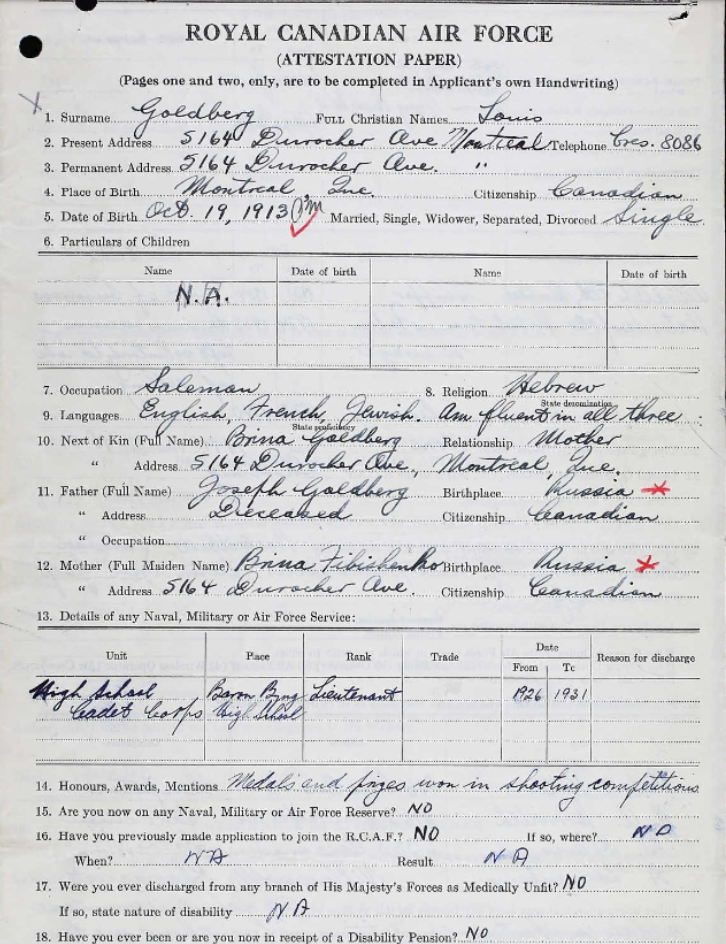 ROYAL CANADIAN AIR FORCE
(ATTESTATION PAPER)
(Pages one and two, only, are to be completed in Applicant's own Handwriting)
X
1. Surname Goldberg Full Christian Names Louis
2. Present Address 5164 Durocher Ave Montreal Telephone Cres. 8086
3. Permanent Address 5164 Durocher Ave. "
4. Place of Birth Montreal, Que. Citizenship Canadian
5. Date of Birth Oct. 19, 1913 Married, Single, Widower, Separated, Divorced Single
6. Particulars of Children
Name Date of birth Name Date of birth
N.A.
7. Occupation Saleman 8. Religion Hebrew
State denomination
9. Languages English, French, Jewish. Am fluent in all three
State proficiency
10. Next of Kin (Full Name) Brina Goldberg Relationship Mother
" Address 5164 Durocher Ave., Montreal, Que.
11. Father (Full Name) Joseph Goldberg Birthplace Russia
" Address Deceased Citizenship Canadian
" Occupation
12. Mother (Full Maiden Name) Brina Birthplace Russia
" Address 5164 Durocher Ave. Citizenship Canadian
13. Details of any Naval, Military or Air Force Service:
Unit Place Rank Trade Date Reason for discharge
From To
High School Baron Byng Lieutenant 1926 1931
Cadet Corps High School
14. Honours, Awards, Mentions Medals and prizes won in shooting competitions
15. Are you now on any Naval, Military or Air Force Reserve? NO
16. Have you previously made application to join the R.C.A.F.? NO If so, where? NO
When? NA Result NA
17. Were you ever discharged from any branch of His Majesty's Forces as Medically Unfit? NO
If so, state nature of disability NA
18. Have you ever been or are you now in receipt of a Disability Pension? NO